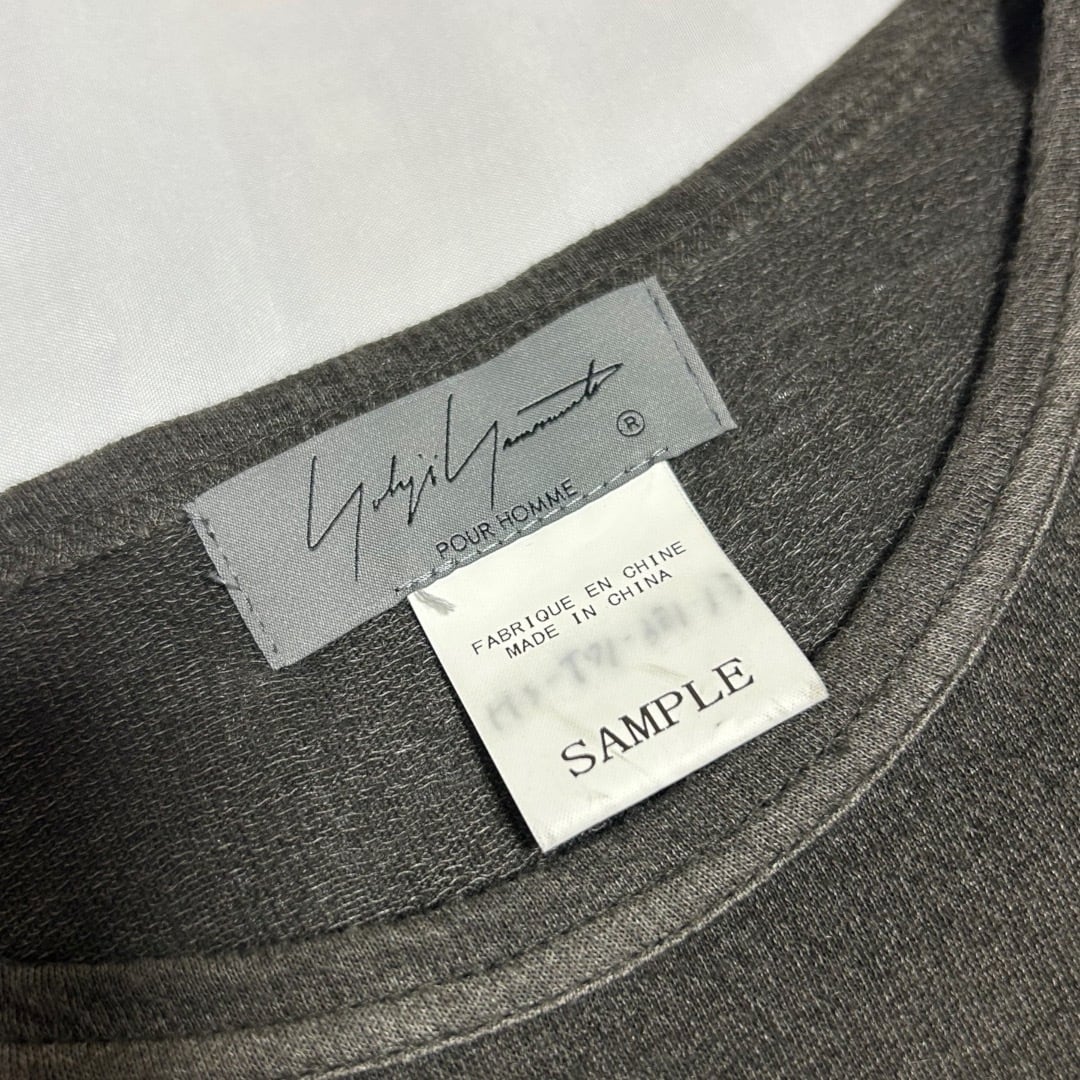 Yohji Yamamoto ®
POUR HOMME
FABRIQUE EN CHINE
MADE IN CHINA
SAMPLE